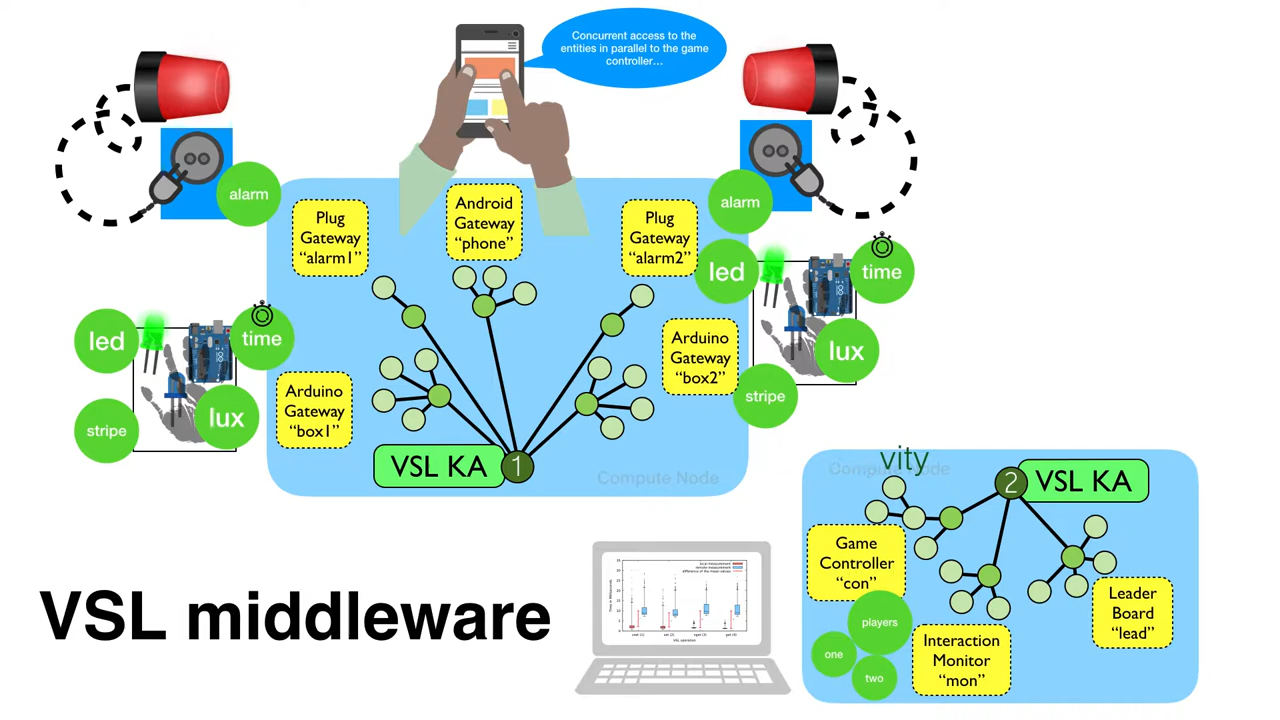 Concurrent access to the
entities in parallel to the game
controller…
alarm
alarm
Plug
Gateway
“alarm1”
Android
Gateway
“phone”
Plug
Gateway
“alarm2”
led
time
led
time
lux
stripe
Arduino
Gateway
“box2”
Arduino
Gateway
“box1”
lux
stripe
VSL KA
1
Compute Node
vity
Compute Node
2
VSL KA
Game
Controller
“con”
players
one
two
Interaction
Monitor
“mon”
Leader
Board
“lead”
VSL middleware